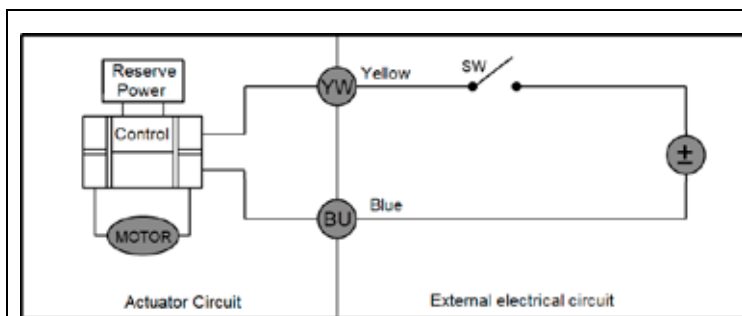 Reserve
Power
Control
MOTOR
YW
Yellow
SW
±
BU
Blue
Actuator Circuit
External electrical circuit